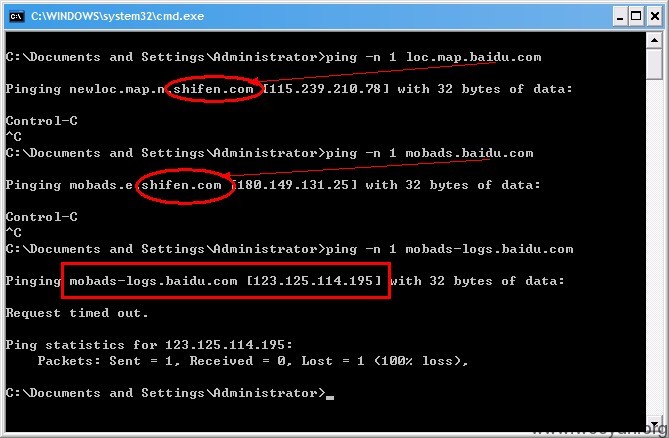 C:\WINDOWS\system32\cmd.exe
C:\Documents and Settings\Administrator>ping -n 1 loc.map.baidu.com
Pinging newloc.map.n.shifen.com [115.239.210.78] with 32 bytes of data:
Control-C
^C
C:\Documents and Settings\Administrator>ping -n 1 mobads.baidu.com
Pinging mobads.e.shifen.com [180.149.131.25] with 32 bytes of data:
Control-C
^C
C:\Documents and Settings\Administrator>ping -n 1 mobads-logs.baidu.com
Pinging mobads-logs.baidu.com [123.125.114.195] with 32 bytes of data:
Request timed out.
Ping statistics for 123.125.114.195:
    Packets: Sent = 1, Received = 0, Lost = 1 (100% loss),
C:\Documents and Settings\Administrator>_